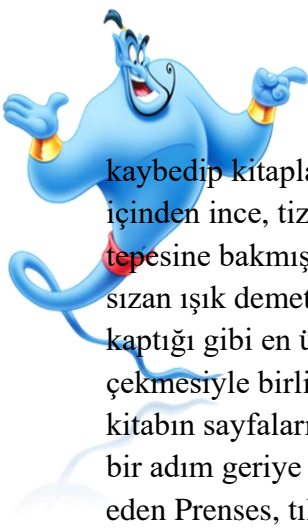 kaybedip kitapla
içinden ince, tiz
tepesine bakmış
sızan ışık demet
kaptığı gibi en ü
çekmesiyle birli
kitabın sayfaları
bir adım geriye
eden Prenses, tıl